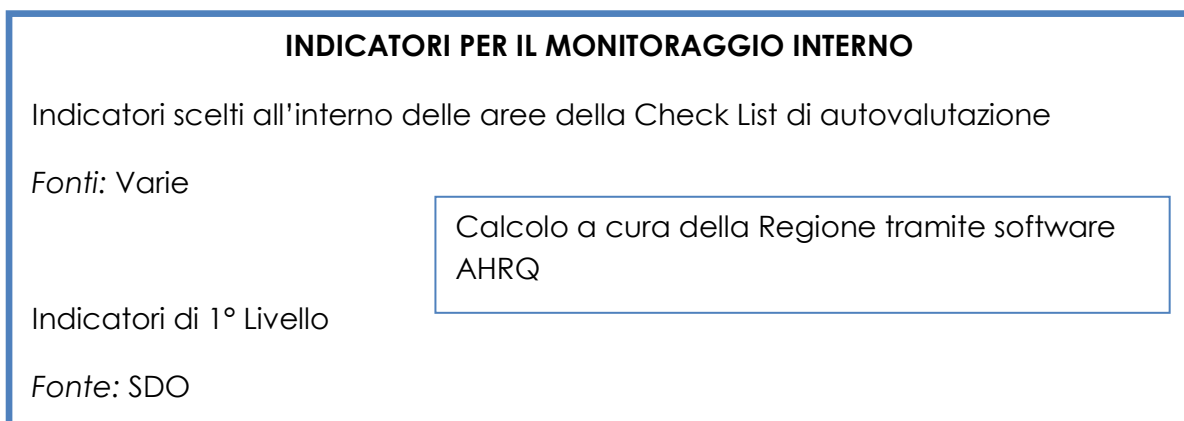 INDICATORI PER IL MONITORAGGIO INTERNO
Indicatori scelti all'interno delle aree della Check List di autovalutazione
Fonti: Varie
Calcolo a cura della Regione tramite software
AHRQ
Indicatori di 1° Livello
Fonte: SDO